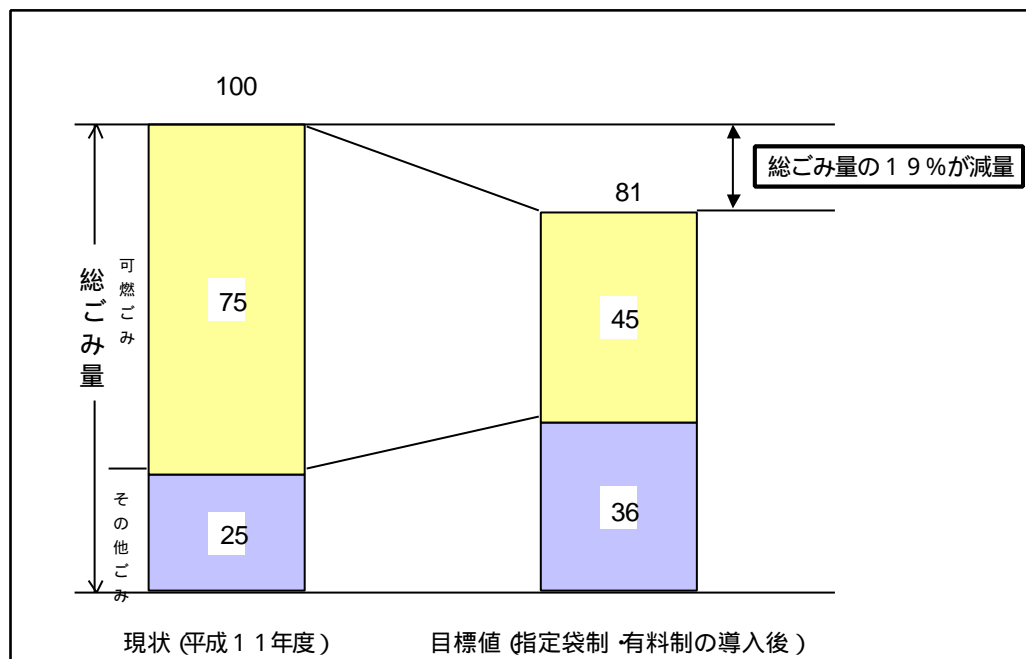 100
総ごみ量の１９%が減量
81
総ごみ量
可燃ごみ
75
45
その他ごみ
25
36
現状(平成１１年度)
目標値(指定袋制・有料制の導入後)